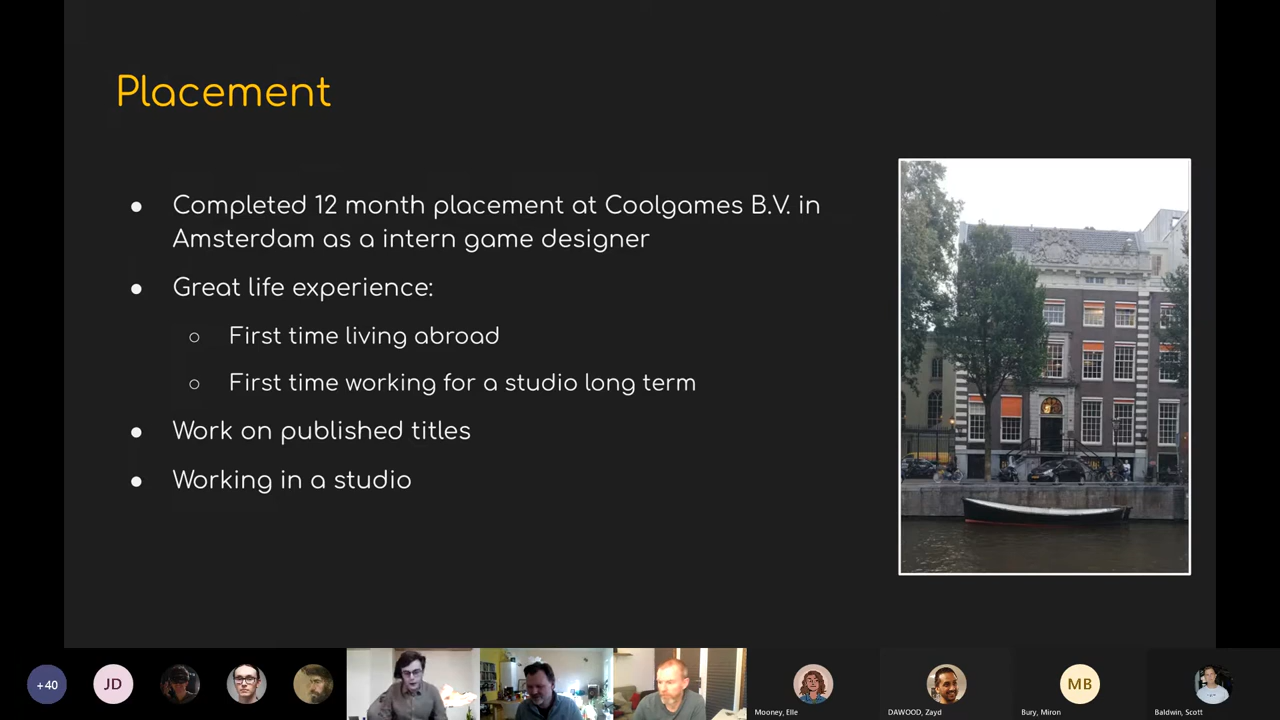 Placement
● Completed 12 month placement at Coolgames B.V. in
Amsterdam as a intern game designer
● Great life experience:
○ First time living abroad
○ First time working for a studio long term
● Work on published titles
● Working in a studio
+40
JD
MB
Mooney, Elle
DAWOOD, Zayd
Bury, Miron
Baldwin, Scott